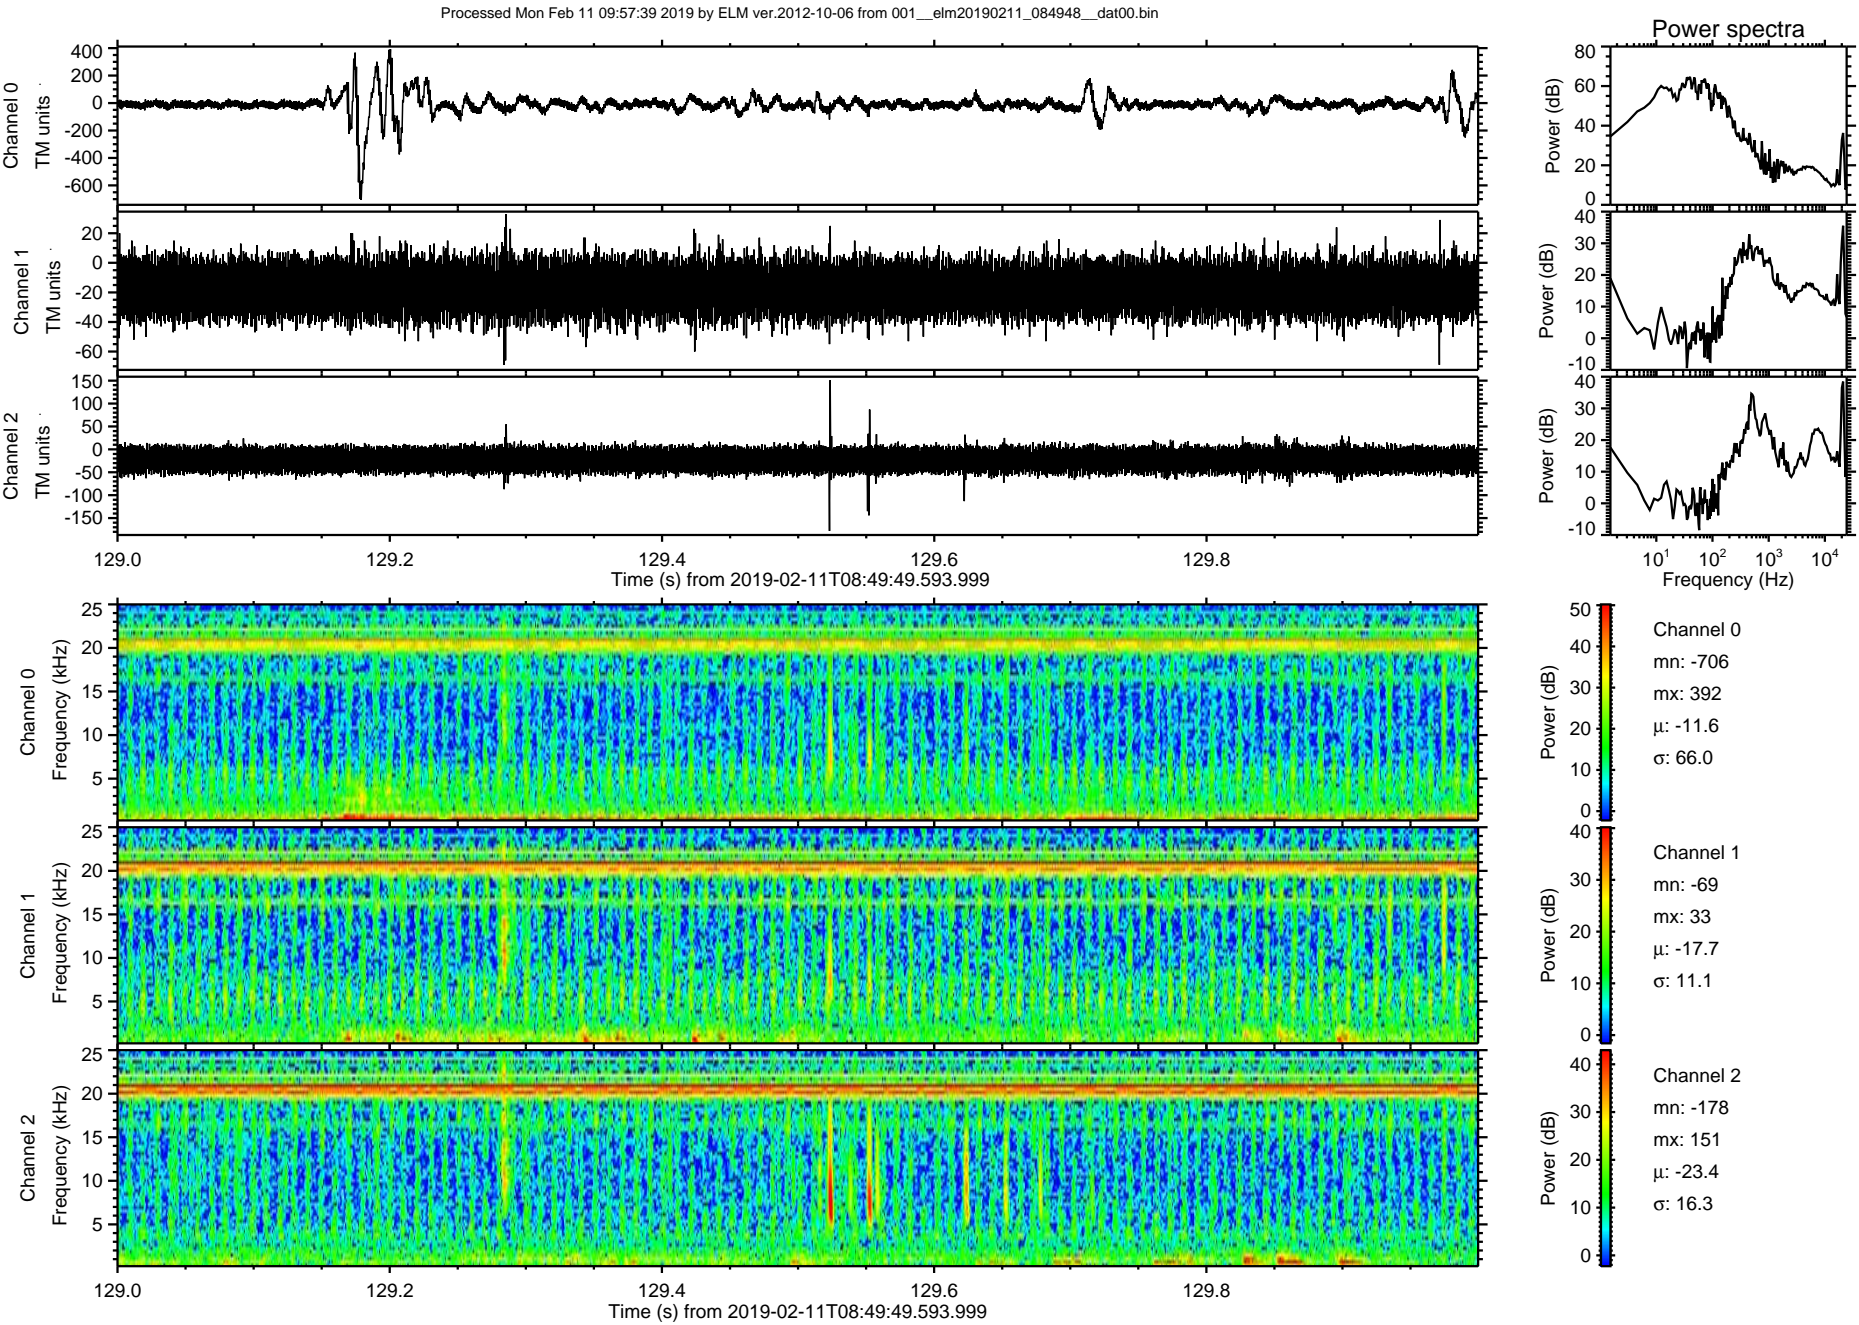 Processed Mon Feb 11 09:57:39 2019 by ELM ver.2012-10-06 from 001__elm20190211_084948__dat00.bin
Power spectra
Channel 0
TM units
400
200
0
-200
-400
-600
Power (dB)
80
60
40
20
0
Channel 1
TM units
20
0
-20
-40
-60
Power (dB)
40
30
20
10
0
-10
Channel 2
TM units
150
100
50
0
-50
-100
-150
Power (dB)
40
30
20
10
0
-10
129.0 129.2 129.4 129.6 129.8
Time (s) from 2019-02-11T08:49:49.593.999
10¹ 10² 10³ 10⁴
Frequency (Hz)
Channel 0
Frequency (kHz)
25
20
15
10
5
Power (dB)
50
40
30
20
10
0
Channel 0
mn: -706
mx: 392
μ: -11.6
σ: 66.0
Channel 1
Frequency (kHz)
25
20
15
10
5
Power (dB)
40
30
20
10
0
Channel 1
mn: -69
mx: 33
μ: -17.7
σ: 11.1
Channel 2
Frequency (kHz)
25
20
15
10
5
Power (dB)
40
30
20
10
0
Channel 2
mn: -178
mx: 151
μ: -23.4
σ: 16.3
129.0 129.2 129.4 129.6 129.8
Time (s) from 2019-02-11T08:49:49.593.999